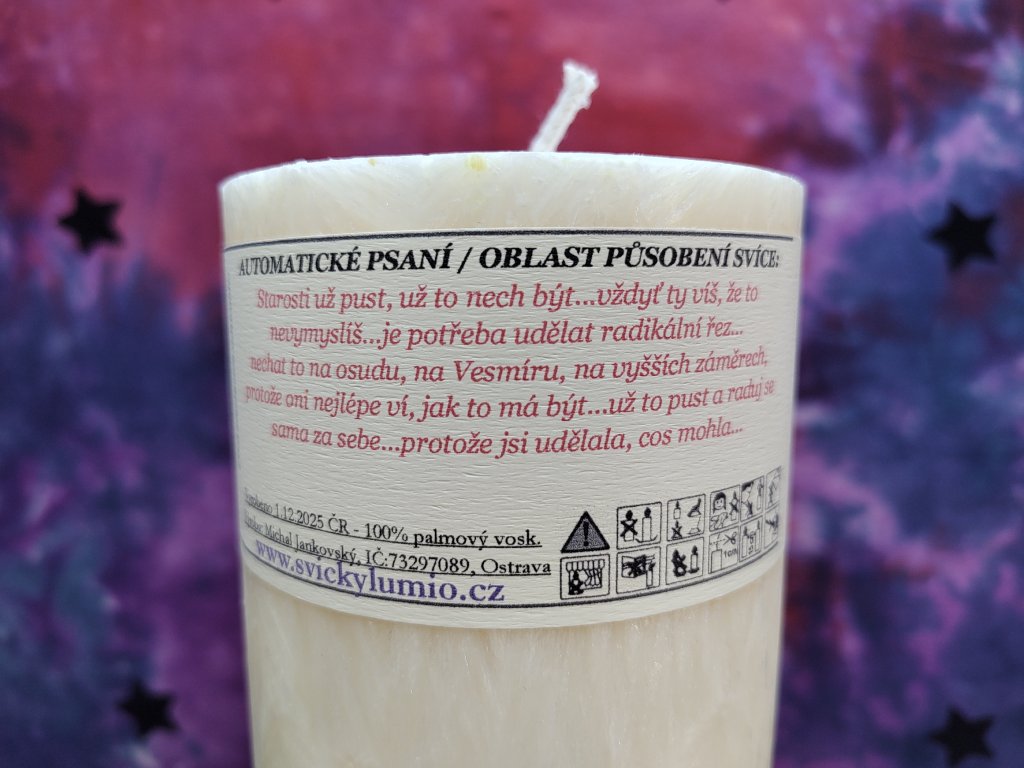 AUTOMATICKÉ PSANÍ / OBLAST PŮSOBENÍ SVÍCE:
Starosti už pust, už to nech být...vždyť ty víš, že to
nevymyslíš...je potřeba udělat radikální řez...
nechat to na osudu, na Vesmíru, na vyšších záměrech,
protože oni nejlépe ví, jak to má být...už to pust a raduj se
sama za sebe...protože jsi udělala, cos mohla...
1.12.2025 ČR - 100% palmový vosk.
Michal Jankovský, IČ:73297089, Ostrava
www.svickylumio.cz